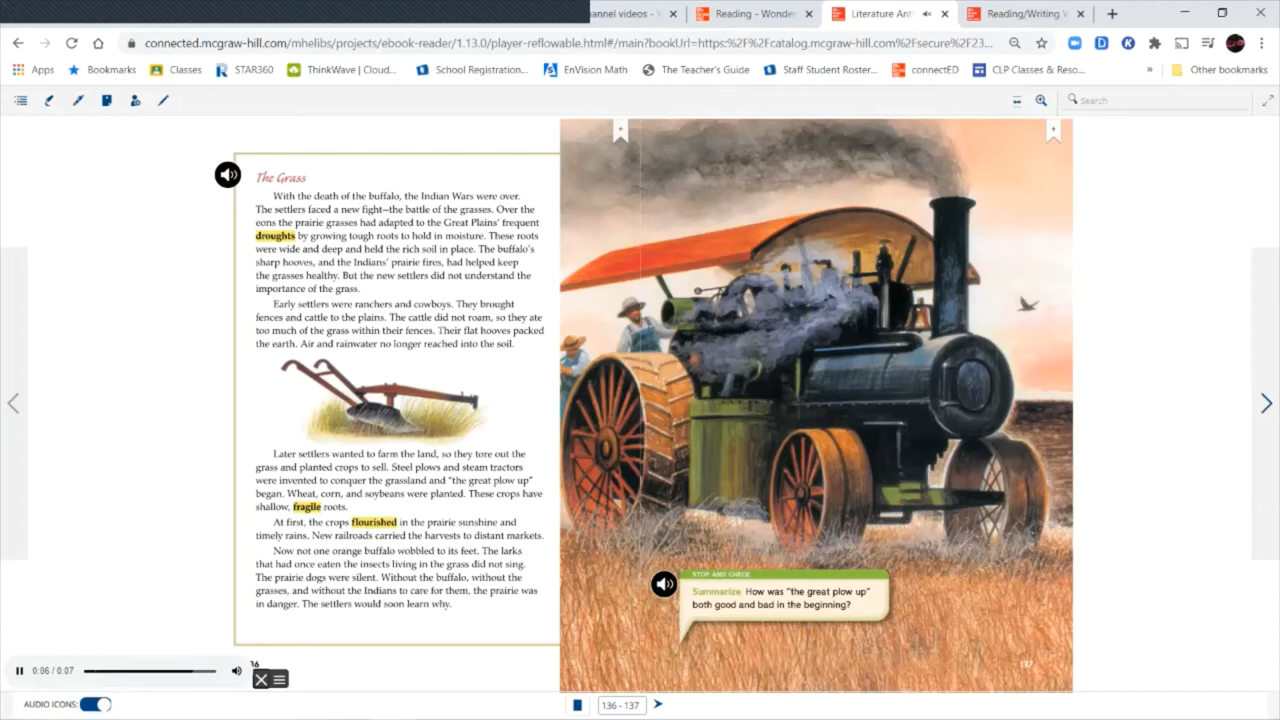 annel videos - Y
Reading - Wonder
Literature Ant
Reading/Writing W
connected.mcgraw-hill.com/mhelibs/projects/ebook-reader/1.13.0/player-reflowable.html#/main?bookUrl=https:%2F%2Fcatalog.mcgraw-hill.com%2Fsecure%2F23...
Apps Bookmarks Classes STAR360 ThinkWave | Cloud... School Registration... EnVision Math The Teacher's Guide Staff Student Roster... connectED CLP Classes & Reso... » Other bookmarks
Search
The Grass
With the death of the buffalo, the Indian Wars were over.
The settlers faced a new fight—the battle of the grasses. Over the
eons the prairie grasses had adapted to the Great Plains' frequent
droughts by growing tough roots to hold in moisture. These roots
were wide and deep and held the rich soil in place. The buffalo's
sharp hooves, and the Indians' prairie fires, had helped keep
the grasses healthy. But the new settlers did not understand the
importance of the grass.
Early settlers were ranchers and cowboys. They brought
fences and cattle to the plains. The cattle did not roam, so they ate
too much of the grass within their fences. Their flat hooves packed
the earth. Air and rainwater no longer reached into the soil.
Later settlers wanted to farm the land, so they tore out the
grass and planted crops to sell. Steel plows and steam tractors
were invented to conquer the grassland and "the great plow up"
began. Wheat, corn, and soybeans were planted. These crops have
shallow, fragile roots.
At first, the crops flourished in the prairie sunshine and
timely rains. New railroads carried the harvests to distant markets.
Now not one orange buffalo wobbled to its feet. The larks
that had once eaten the insects living in the grass did not sing.
The prairie dogs were silent. Without the buffalo, without the
grasses, and without the Indians to care for them, the prairie was
in danger. The settlers would soon learn why.
STOP AND CHECK
Summarize How was "the great plow up"
both good and bad in the beginning?
36
137
0:06 / 0:07
AUDIO ICONS:
136 - 137